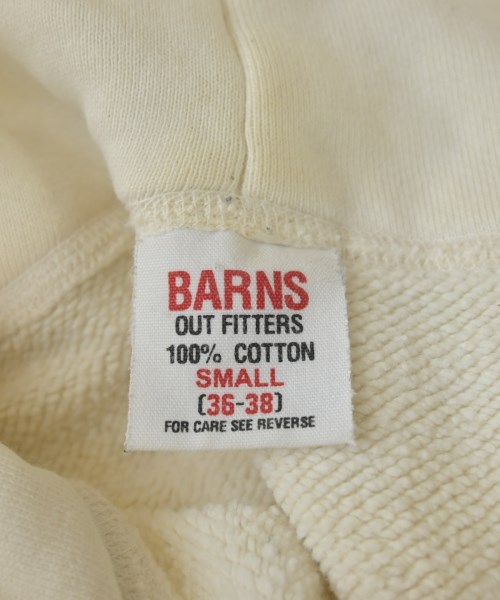 BARNS
OUT FITTERS
100% COTTON
SMALL
(36-38)
FOR CARE SEE REVERSE